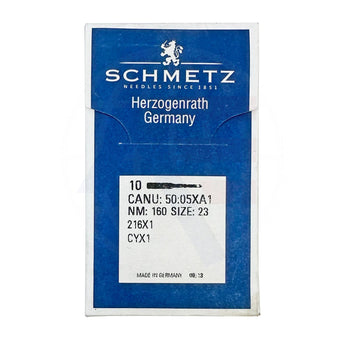 SCHMETZ
NEEDLES SINCE 1851
Herzogenrath
Germany
10
CANU: 50:05XA1
NM: 160 SIZE: 23
216X1
CYX1
MADE IN GERMANY